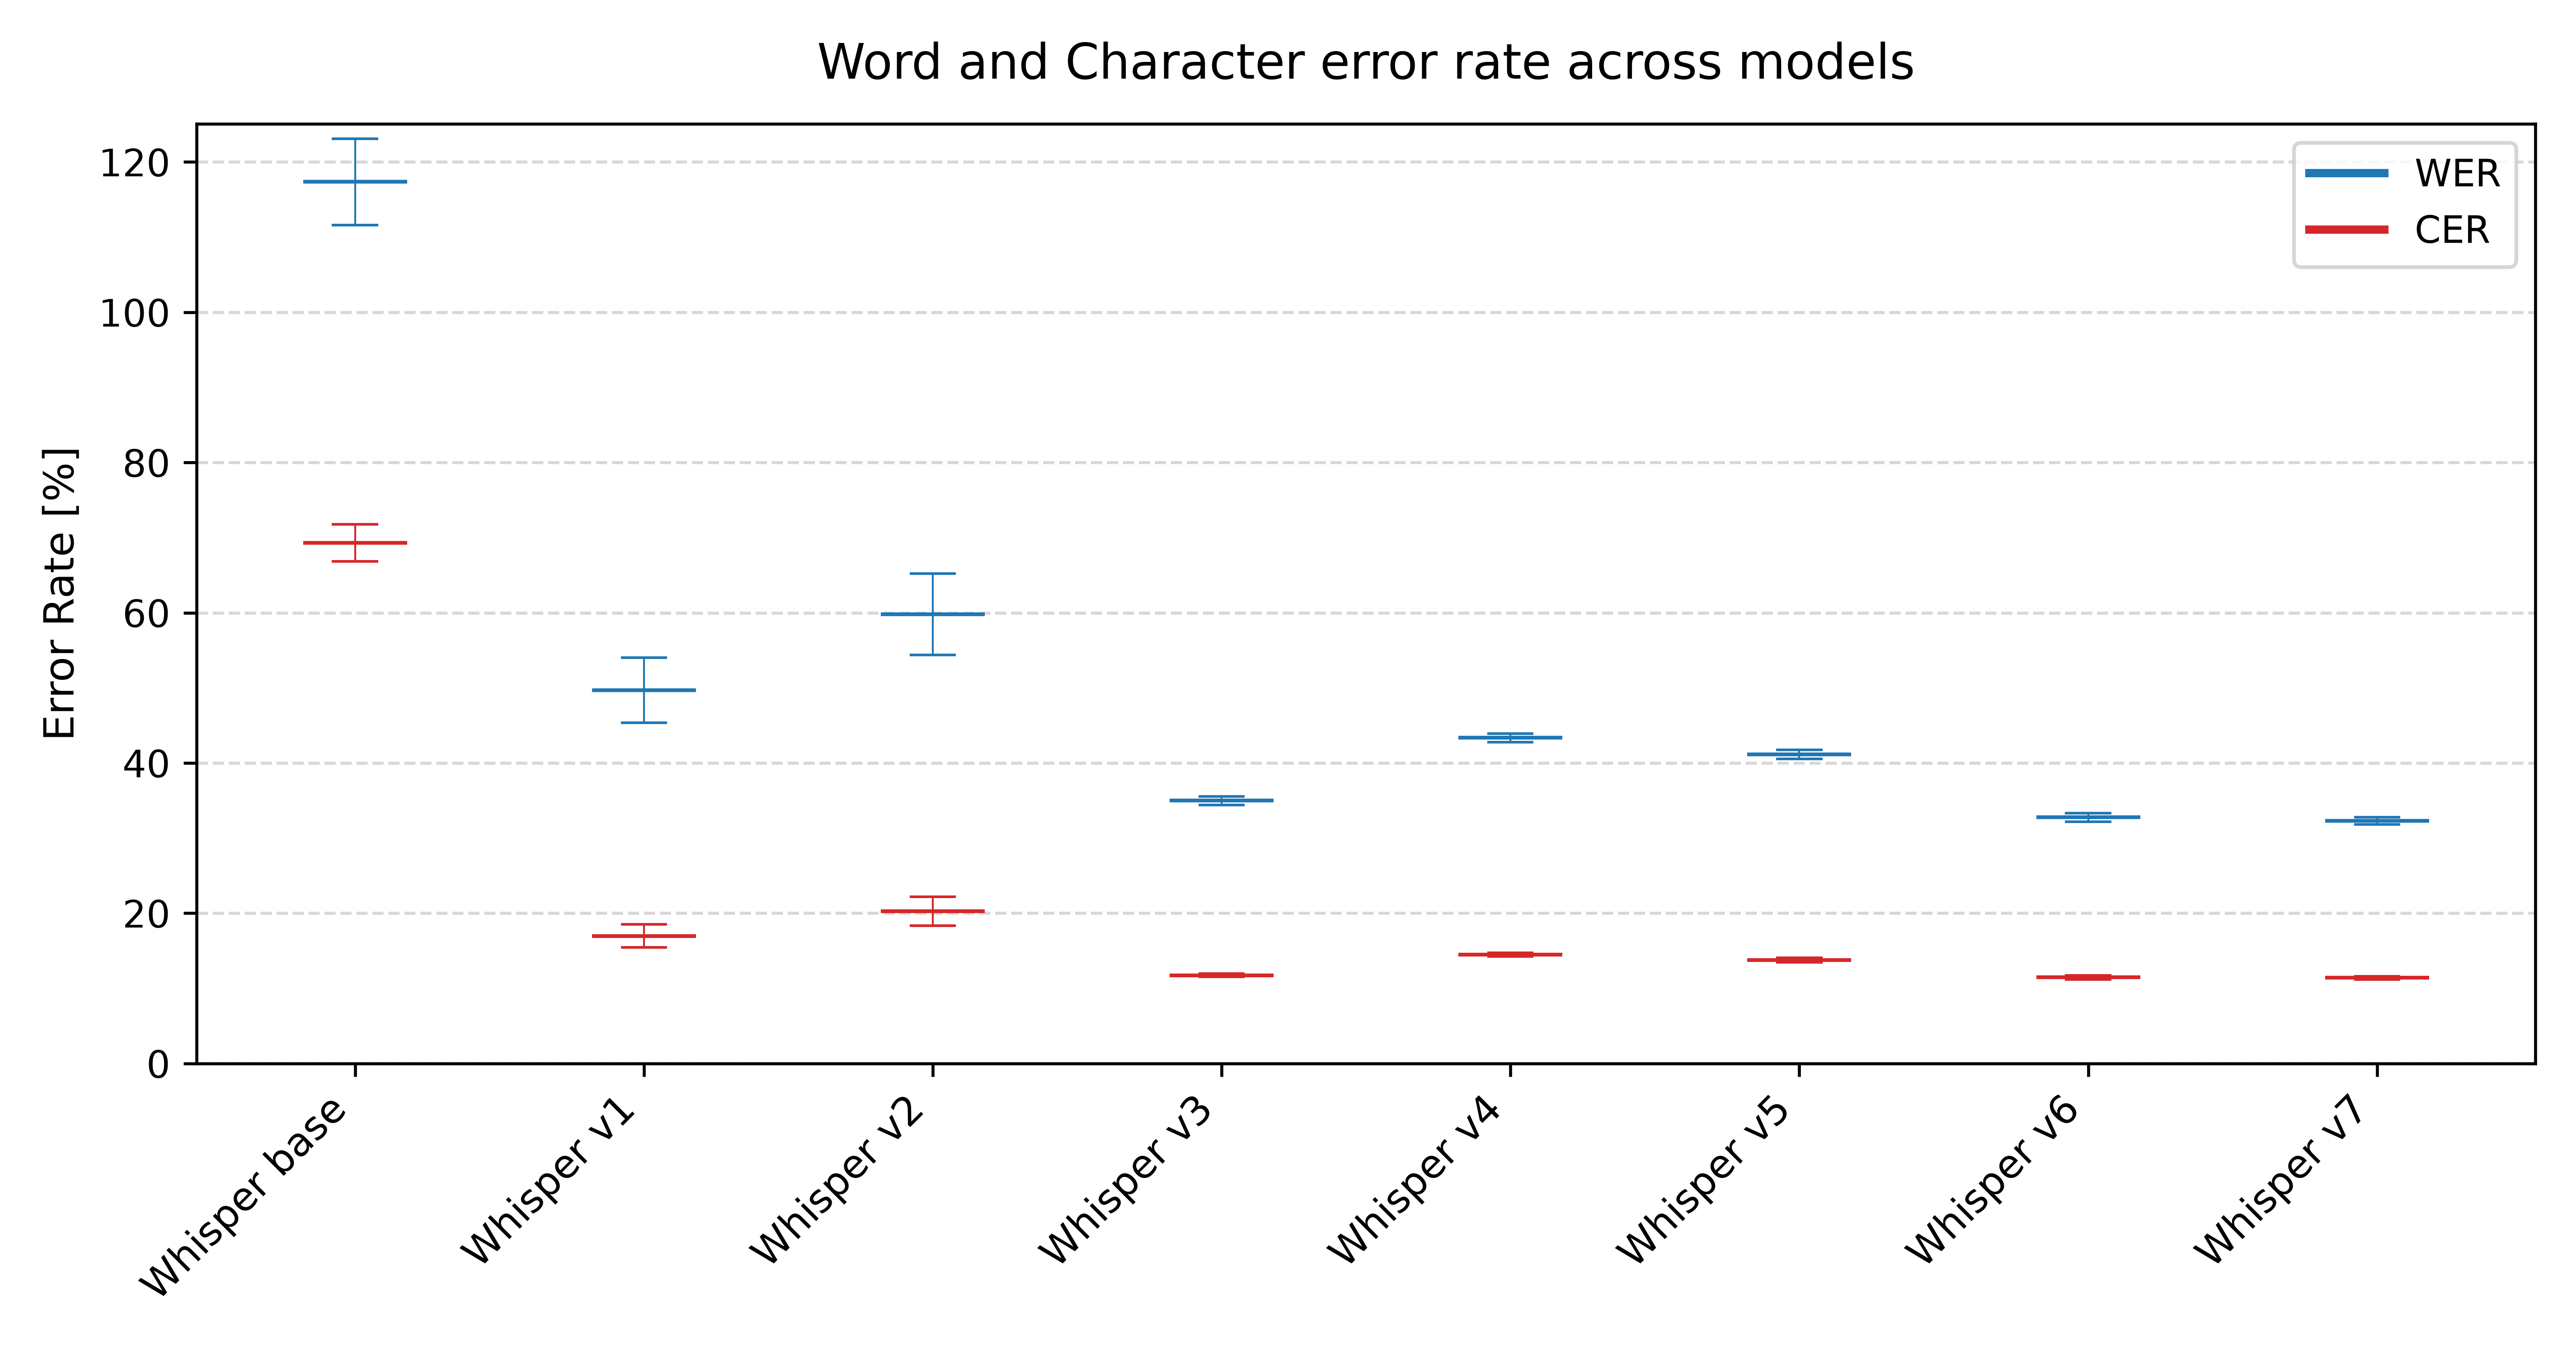 Word and Character error rate across models
Error Rate [%]
120
100
80
60
40
20
0
WER
CER
Whisper base
Whisper v1
Whisper v2
Whisper v3
Whisper v4
Whisper v5
Whisper v6
Whisper v7